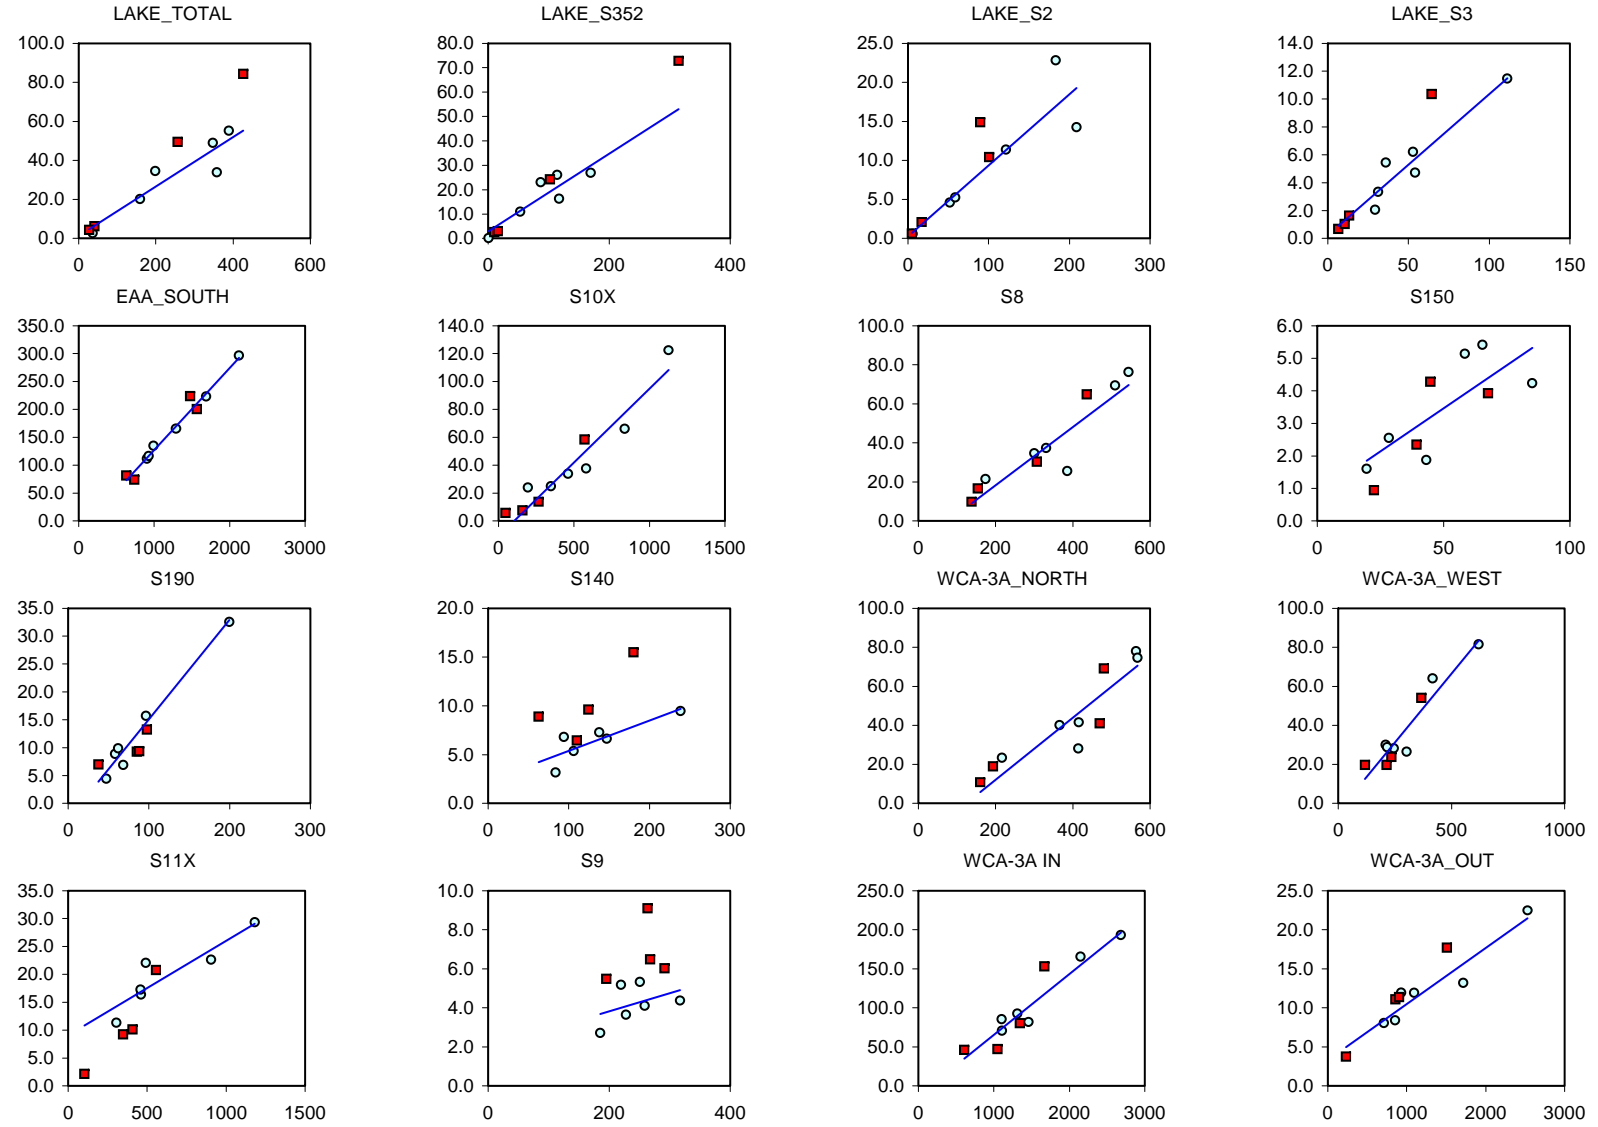 LAKE_TOTAL LAKE_S352 LAKE_S2 LAKE_S3
100.0 80.0 25.0 14.0
70.0 12.0
80.0 20.0
60.0 10.0
60.0 50.0 15.0 8.0
40.0
40.0 10.0 6.0
30.0
4.0
20.0 20.0 5.0
10.0 2.0
0.0 0.0 0.0 0.0
0 200 400 600 0 200 400 0 100 200 300 0 50 100 150
EAA_SOUTH S10X S8 S150
350.0 140.0 100.0 6.0
300.0 120.0 5.0
80.0
250.0 100.0
4.0
200.0 80.0 60.0
3.0
150.0 60.0 40.0
100.0 40.0 2.0
20.0
50.0 20.0 1.0
0.0 0.0 0.0 0.0
0 1000 2000 3000 0 500 1000 1500 0 200 400 600 0 50 100
S190 S140 WCA-3A_NORTH WCA-3A_WEST
35.0 20.0 100.0 100.0
30.0
15.0 80.0 80.0
25.0
20.0 60.0 60.0
10.0
15.0 40.0 40.0
10.0 5.0
20.0 20.0
5.0
0.0 0.0 0.0 0.0
0 100 200 300 0 100 200 300 0 200 400 600 0 500 1000
S11X S9 WCA-3A IN WCA-3A_OUT
35.0 10.0 250.0 25.0
30.0
8.0 200.0 20.0
25.0
20.0 6.0 150.0 15.0
15.0 4.0 100.0 10.0
10.0
2.0 50.0 5.0
5.0
0.0 0.0 0.0 0.0
0 500 1000 1500 0 200 400 0 1000 2000 3000 0 1000 2000 3000